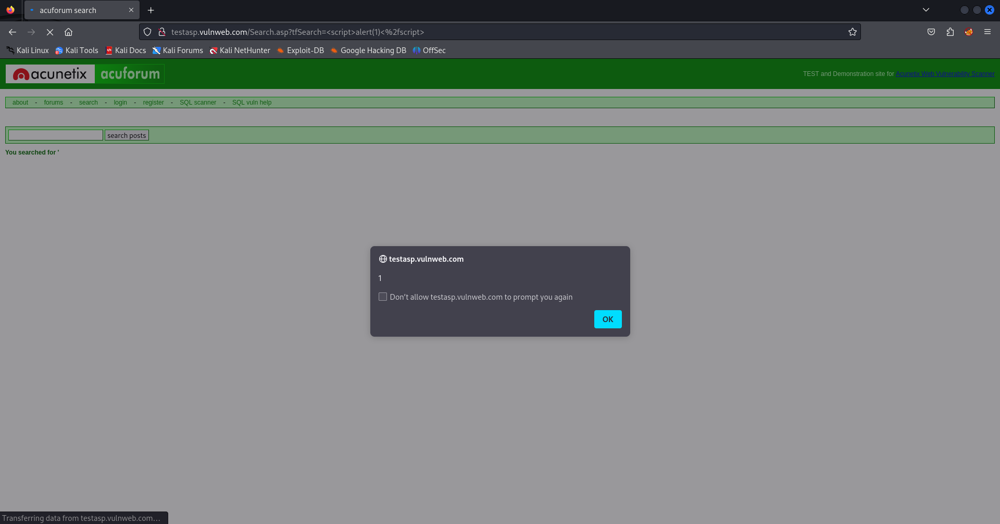 acuforum search
testasp.vulnweb.com/Search.asp?tfSearch=<script>alert(1)<%2fscript>
Kali Linux Kali Tools Kali Docs Kali Forums Kali NetHunter Exploit-DB Google Hacking DB OffSec
acunetix acuforum TEST and Demonstration site for Acunetix Web Vulnerability Scanner
about - forums - search - login - register - SQL scanner - SQL vuln help
search posts
You searched for '
testasp.vulnweb.com
1
Don’t allow testasp.vulnweb.com to prompt you again
OK
Transferring data from testasp.vulnweb.com…